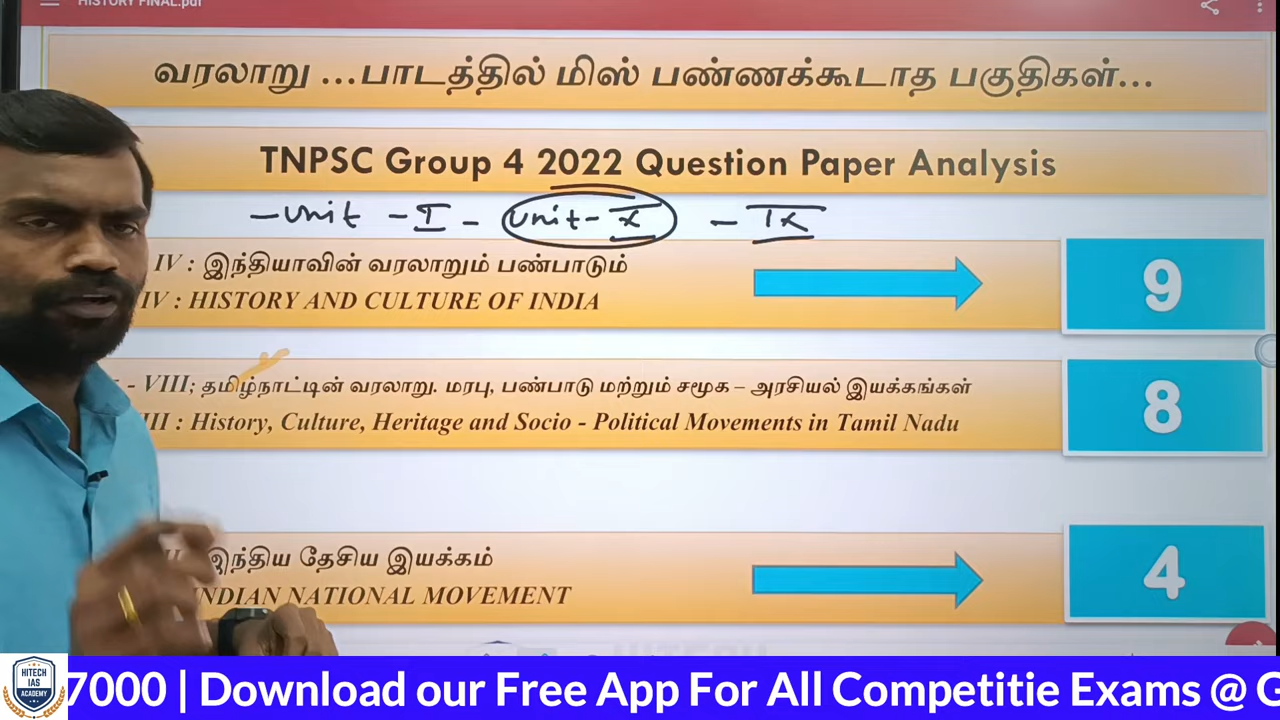 HISTORY FINAL.pdf
வரலாறு ...பாடத்தில் மிஸ் பண்ணக்கூடாத பகுதிகள்...
TNPSC Group 4 2022 Question Paper Analysis
- unit - I - unit - X - IX
IV : இந்தியாவின் வரலாறும் பண்பாடும்
IV : HISTORY AND CULTURE OF INDIA
9
- VIII; தமிழ்நாட்டின் வரலாறு. மரபு, பண்பாடு மற்றும் சமூக – அரசியல் இயக்கங்கள்
III : History, Culture, Heritage and Socio - Political Movements in Tamil Nadu
8
இந்திய தேசிய இயக்கம்
INDIAN NATIONAL MOVEMENT
4
HITECH
IAS
ACADEMY
7000 | Download our Free App For All Competitie Exams @ G